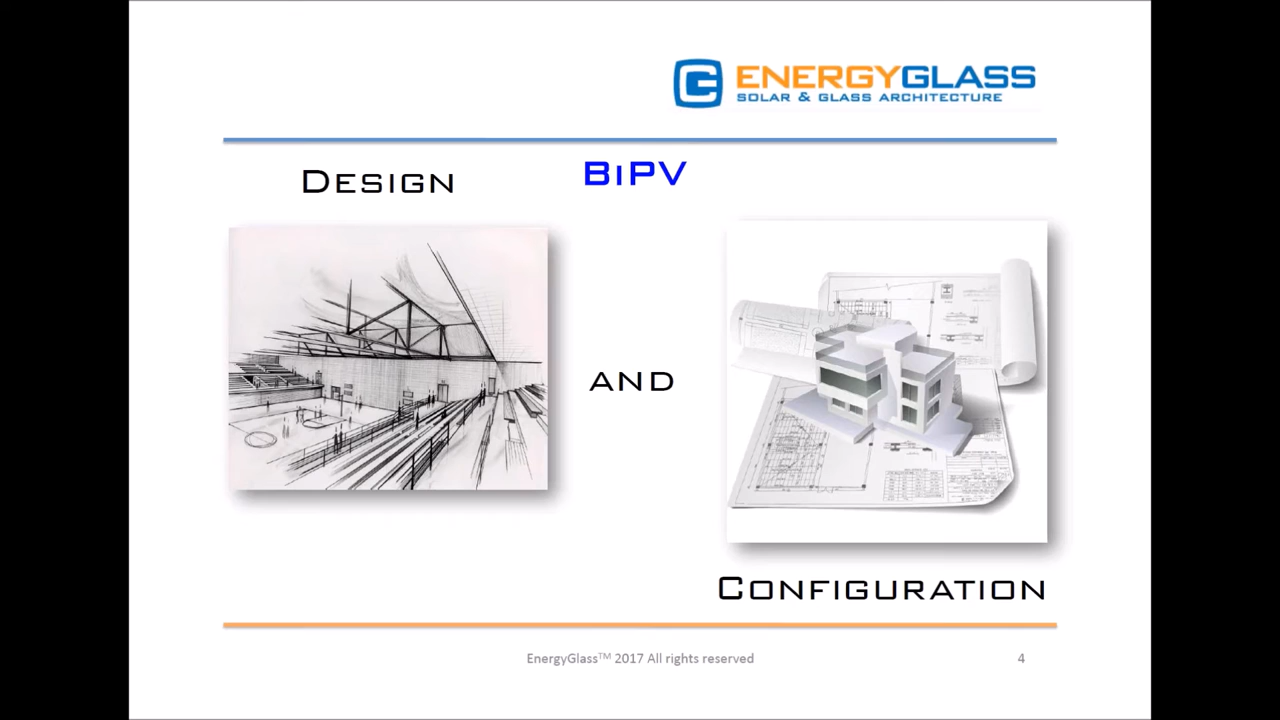 ENERGYGLASS
SOLAR & GLASS ARCHITECTURE
BiPV
DESIGN
AND
CONFIGURATION
EnergyGlass™ 2017 All rights reserved
4